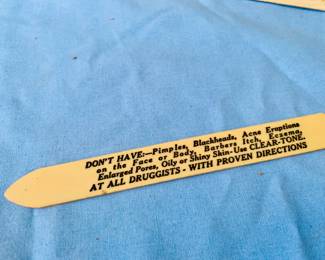 DON'T HAVE:—Pimples, Blackheads, Acne Eruptions
on the Face or Body, Barbers Itch, Eczema,
Enlarged Pores, Oily or Shiny Skin-Use CLEAR-TONE.
AT ALL DRUGGISTS - WITH PROVEN DIRECTIONS